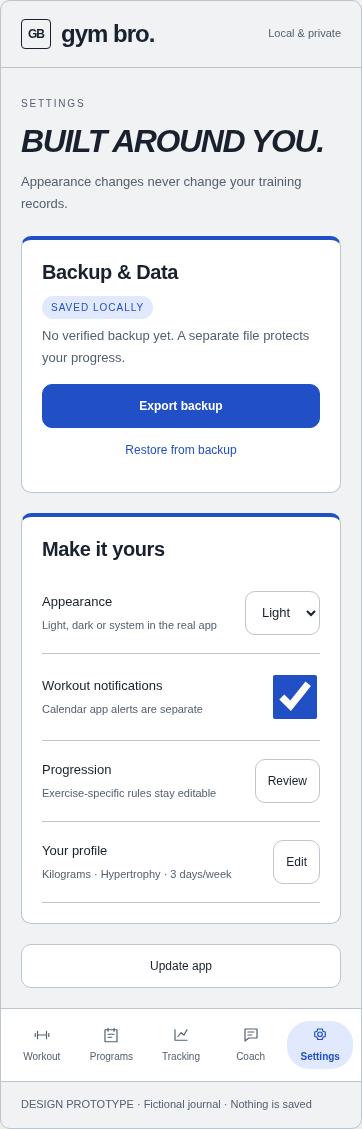 GB gym bro. Local & private
SETTINGS
BUILT AROUND YOU.
Appearance changes never change your training
records.
Backup & Data
SAVED LOCALLY
No verified backup yet. A separate file protects
your progress.
Export backup
Restore from backup
Make it yours
Appearance
Light, dark or system in the real app
Light
Workout notifications
Calendar app alerts are separate
Progression
Exercise-specific rules stay editable
Review
Your profile
Kilograms · Hypertrophy · 3 days/week
Edit
Update app
Workout Programs Tracking Coach Settings
DESIGN PROTOTYPE · Fictional journal · Nothing is saved